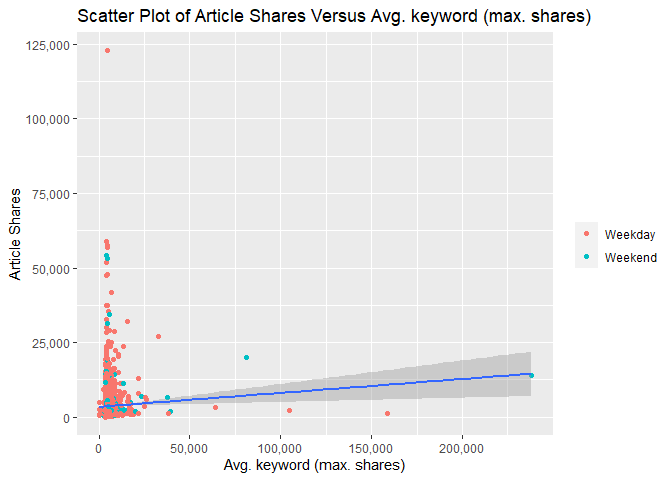 Scatter Plot of Article Shares Versus Avg. keyword (max. shares)
125,000
100,000
75,000
50,000
25,000
0
Article Shares
0 50,000 100,000 150,000 200,000
Avg. keyword (max. shares)
Weekday
Weekend